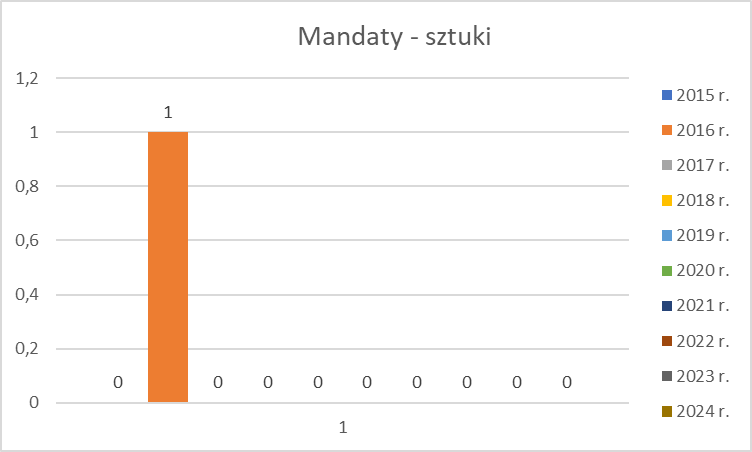 Mandaty - sztuki
1,2
1
0,8
0,6
0,4
0,2
0
0 1 0 0 0 0 0 0 0 0
1
2015 r.
2016 r.
2017 r.
2018 r.
2019 r.
2020 r.
2021 r.
2022 r.
2023 r.
2024 r.